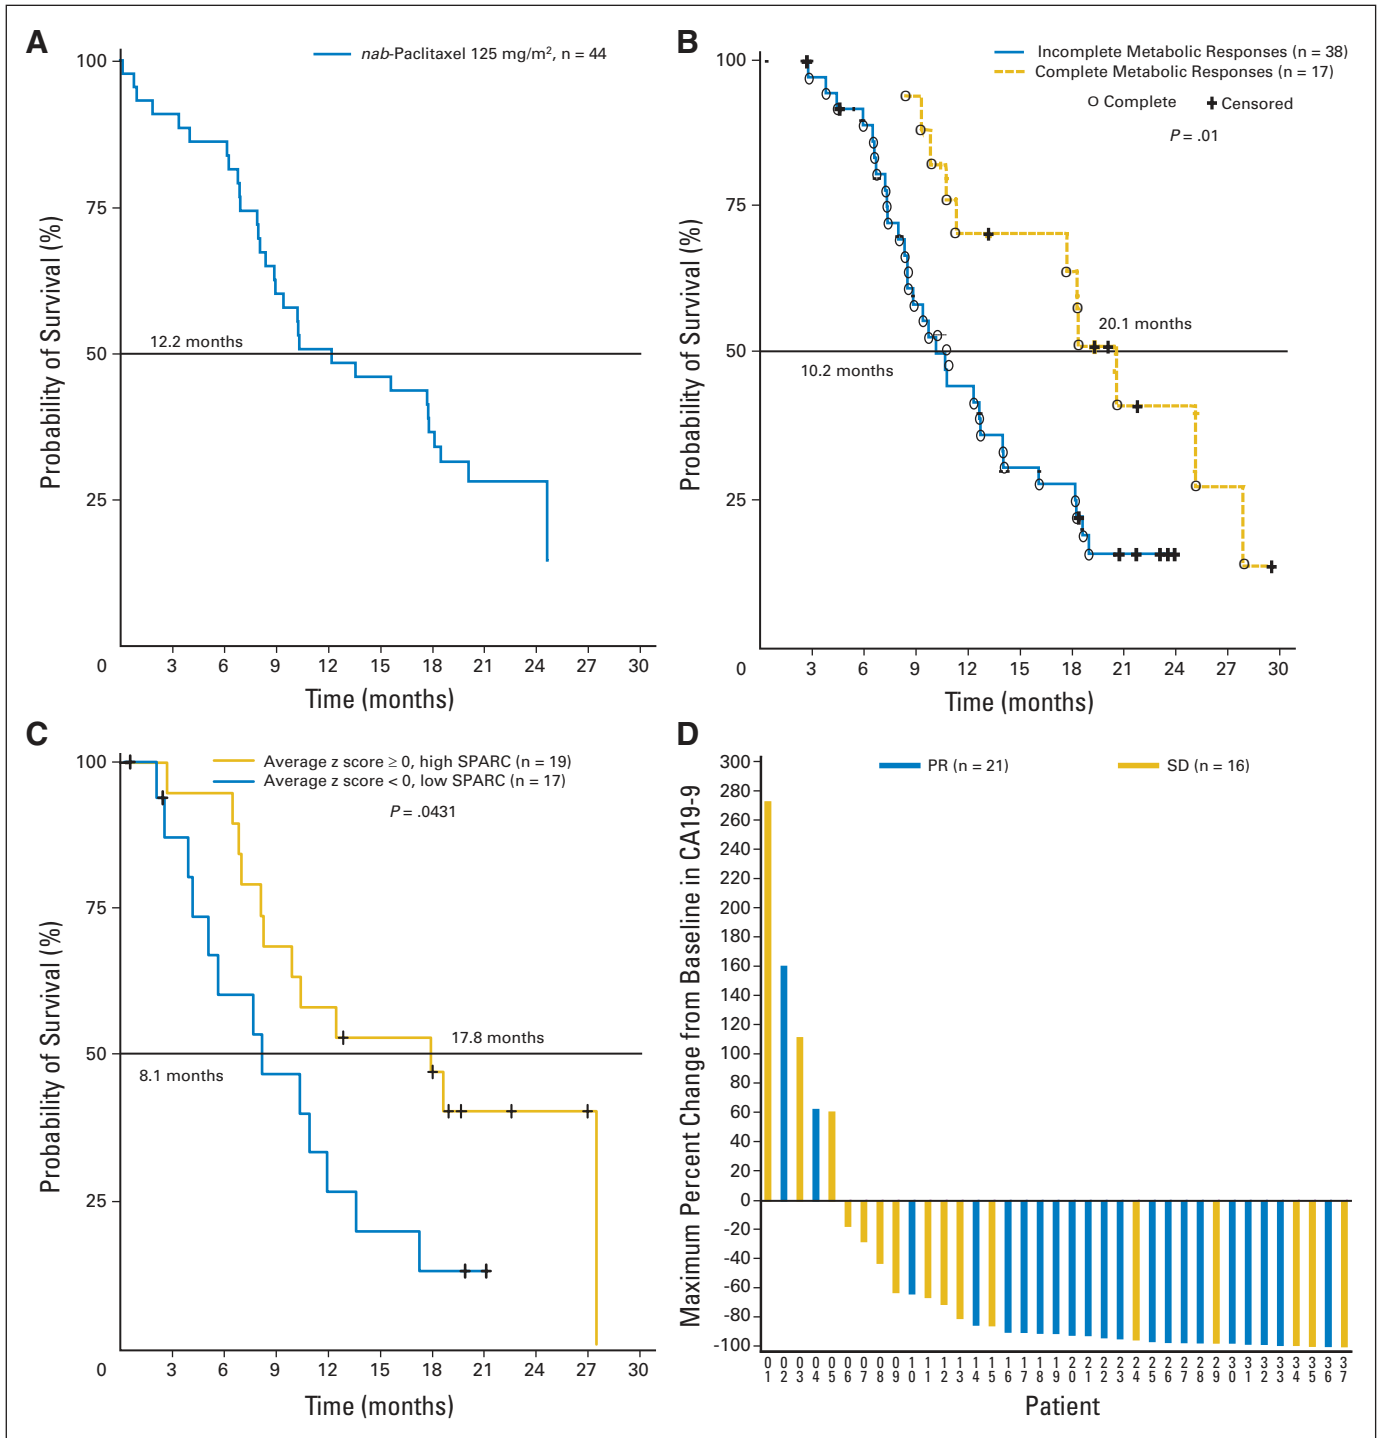 A
nab-Paclitaxel 125 mg/m², n = 44
Probability of Survival (%)
100
75
50
25
0
12.2 months
3 6 9 12 15 18 21 24 27 30
Time (months)
B
Incomplete Metabolic Responses (n = 38)
Complete Metabolic Responses (n = 17)
O Complete + Censored
P = .01
Probability of Survival (%)
100
75
50
25
0
20.1 months
10.2 months
3 6 9 12 15 18 21 24 27 30
Time (months)
C
Average z score ≥ 0, high SPARC (n = 19)
Average z score < 0, low SPARC (n = 17)
P = .0431
Probability of Survival (%)
100
75
50
25
0
17.8 months
8.1 months
3 6 9 12 15 18 21 24 27 30
Time (months)
D
PR (n = 21)
SD (n = 16)
Maximum Percent Change from Baseline in CA19-9
300
280
260
240
220
200
180
160
140
120
100
80
60
40
20
0
-20
-40
-60
-80
-100
01 02 03 04 05 06 07 08 09 10 11 12 13 14 15 16 17 18 19 20 21 22 23 24 25 26 27 28 29 30 31 32 33 34 35 36 37
Patient